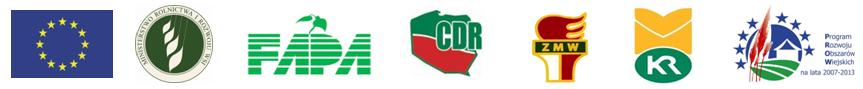 MINISTERSTWO ROLNICTWA I ROZWOJU WSI
FAPA
CDR
ZMW
KR
Program
Rozwoju
Obszarów
Wiejskich
na lata 2007-2013